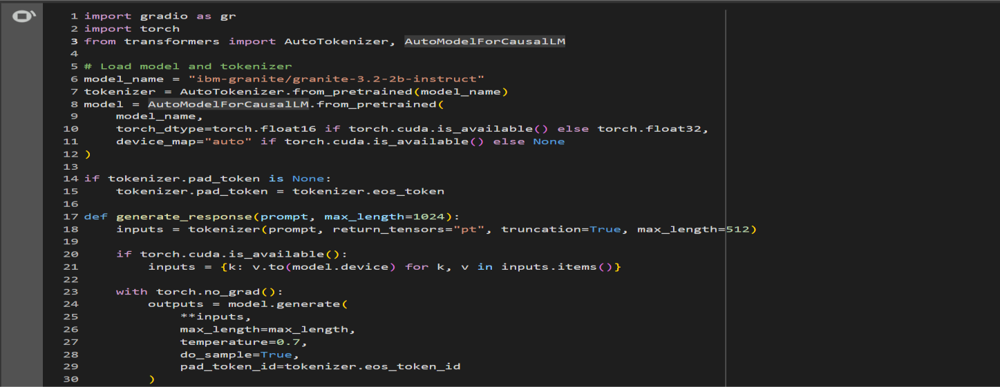 1 import gradio as gr
2 import torch
3 from transformers import AutoTokenizer, AutoModelForCausalLM
4
5 # Load model and tokenizer
6 model_name = "ibm-granite/granite-3.2-2b-instruct"
7 tokenizer = AutoTokenizer.from_pretrained(model_name)
8 model = AutoModelForCausalLM.from_pretrained(
9     model_name,
10     torch_dtype=torch.float16 if torch.cuda.is_available() else torch.float32,
11     device_map="auto" if torch.cuda.is_available() else None
12 )
13
14 if tokenizer.pad_token is None:
15     tokenizer.pad_token = tokenizer.eos_token
16
17 def generate_response(prompt, max_length=1024):
18     inputs = tokenizer(prompt, return_tensors="pt", truncation=True, max_length=512)
19
20     if torch.cuda.is_available():
21         inputs = {k: v.to(model.device) for k, v in inputs.items()}
22
23     with torch.no_grad():
24         outputs = model.generate(
25             **inputs,
26             max_length=max_length,
27             temperature=0.7,
28             do_sample=True,
29             pad_token_id=tokenizer.eos_token_id
30         )